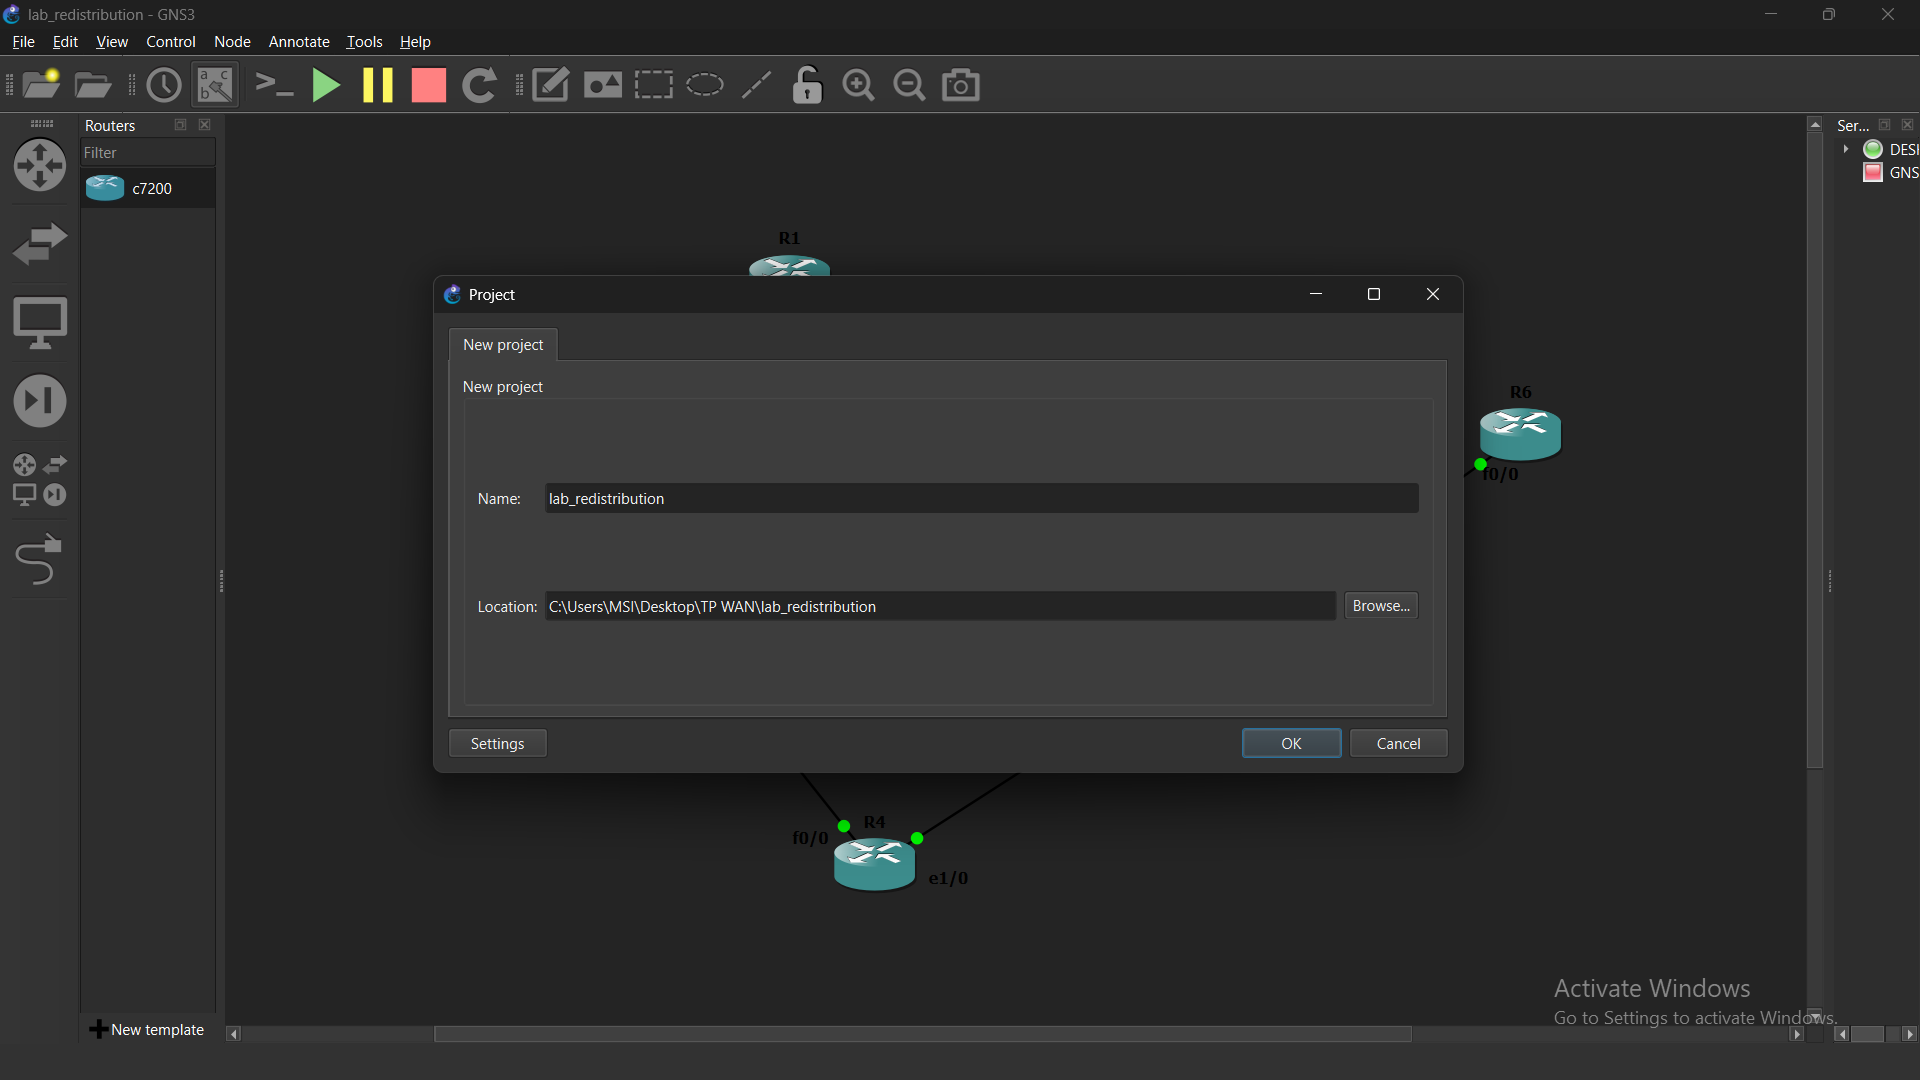 lab_redistribution - GNS3
File Edit View Control Node Annotate Tools Help
Routers
Ser...
Filter
DESI
c7200
GNS
R1
Project
New project
New project
R6
f0/0
Name: lab_redistribution
Location: C:\Users\MSI\Desktop\TP WAN\lab_redistribution Browse...
Settings OK Cancel
R4
f0/0
e1/0
Activate Windows
Go to Settings to activate Windows.
New template